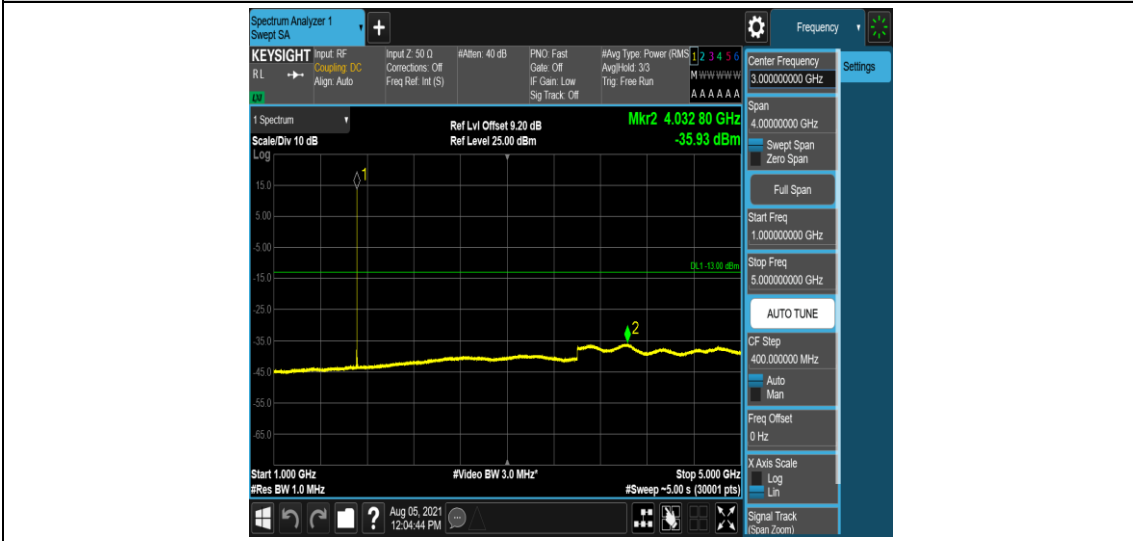 Spectrum Analyzer 1
Swept SA
Frequency
KEYSIGHT
RL
Input: RF
Coupling: DC
Align: Auto
Input Z: 50 Ω
Corrections: Off
Freq Ref: Int (S)
#Atten: 40 dB
PNO: Fast
Gate: Off
IF Gain: Low
Sig Track: Off
#Avg Type: Power (RMS
Avg|Hold: 3/3
Trig: Free Run
1 2 3 4 5 6
M W W W W W
A A A A A A
1 Spectrum
Scale/Div 10 dB
Log
Ref Lvl Offset 9.20 dB
Ref Level 25.00 dBm
Mkr2 4.032 80 GHz
-35.93 dBm
1
15.0
5.00
-5.00
DL1 -13.00 dBm
-15.0
-25.0
2
-35.0
-45.0
-55.0
-65.0
Start 1.000 GHz
#Res BW 1.0 MHz
#Video BW 3.0 MHz*
Stop 5.000 GHz
#Sweep ~5.00 s (30001 pts)
?
Aug 05, 2021
12:04:44 PM
Center Frequency
3.000000000 GHz
Settings
Span
4.00000000 GHz
Swept Span
Zero Span
Full Span
Start Freq
1.000000000 GHz
Stop Freq
5.000000000 GHz
AUTO TUNE
CF Step
400.000000 MHz
Auto
Man
Freq Offset
0 Hz
X Axis Scale
Log
Lin
Signal Track
(Span Zoom)